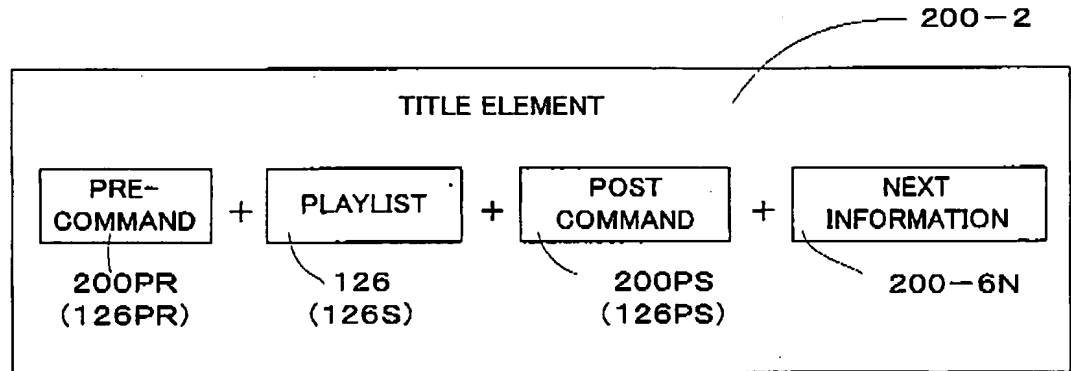 200-2
TITLE ELEMENT
PRE-
COMMAND
+
PLAYLIST
+
POST
COMMAND
+
NEXT
INFORMATION
200PR
(126PR)
126
(126S)
200PS
(126PS)
200-6N